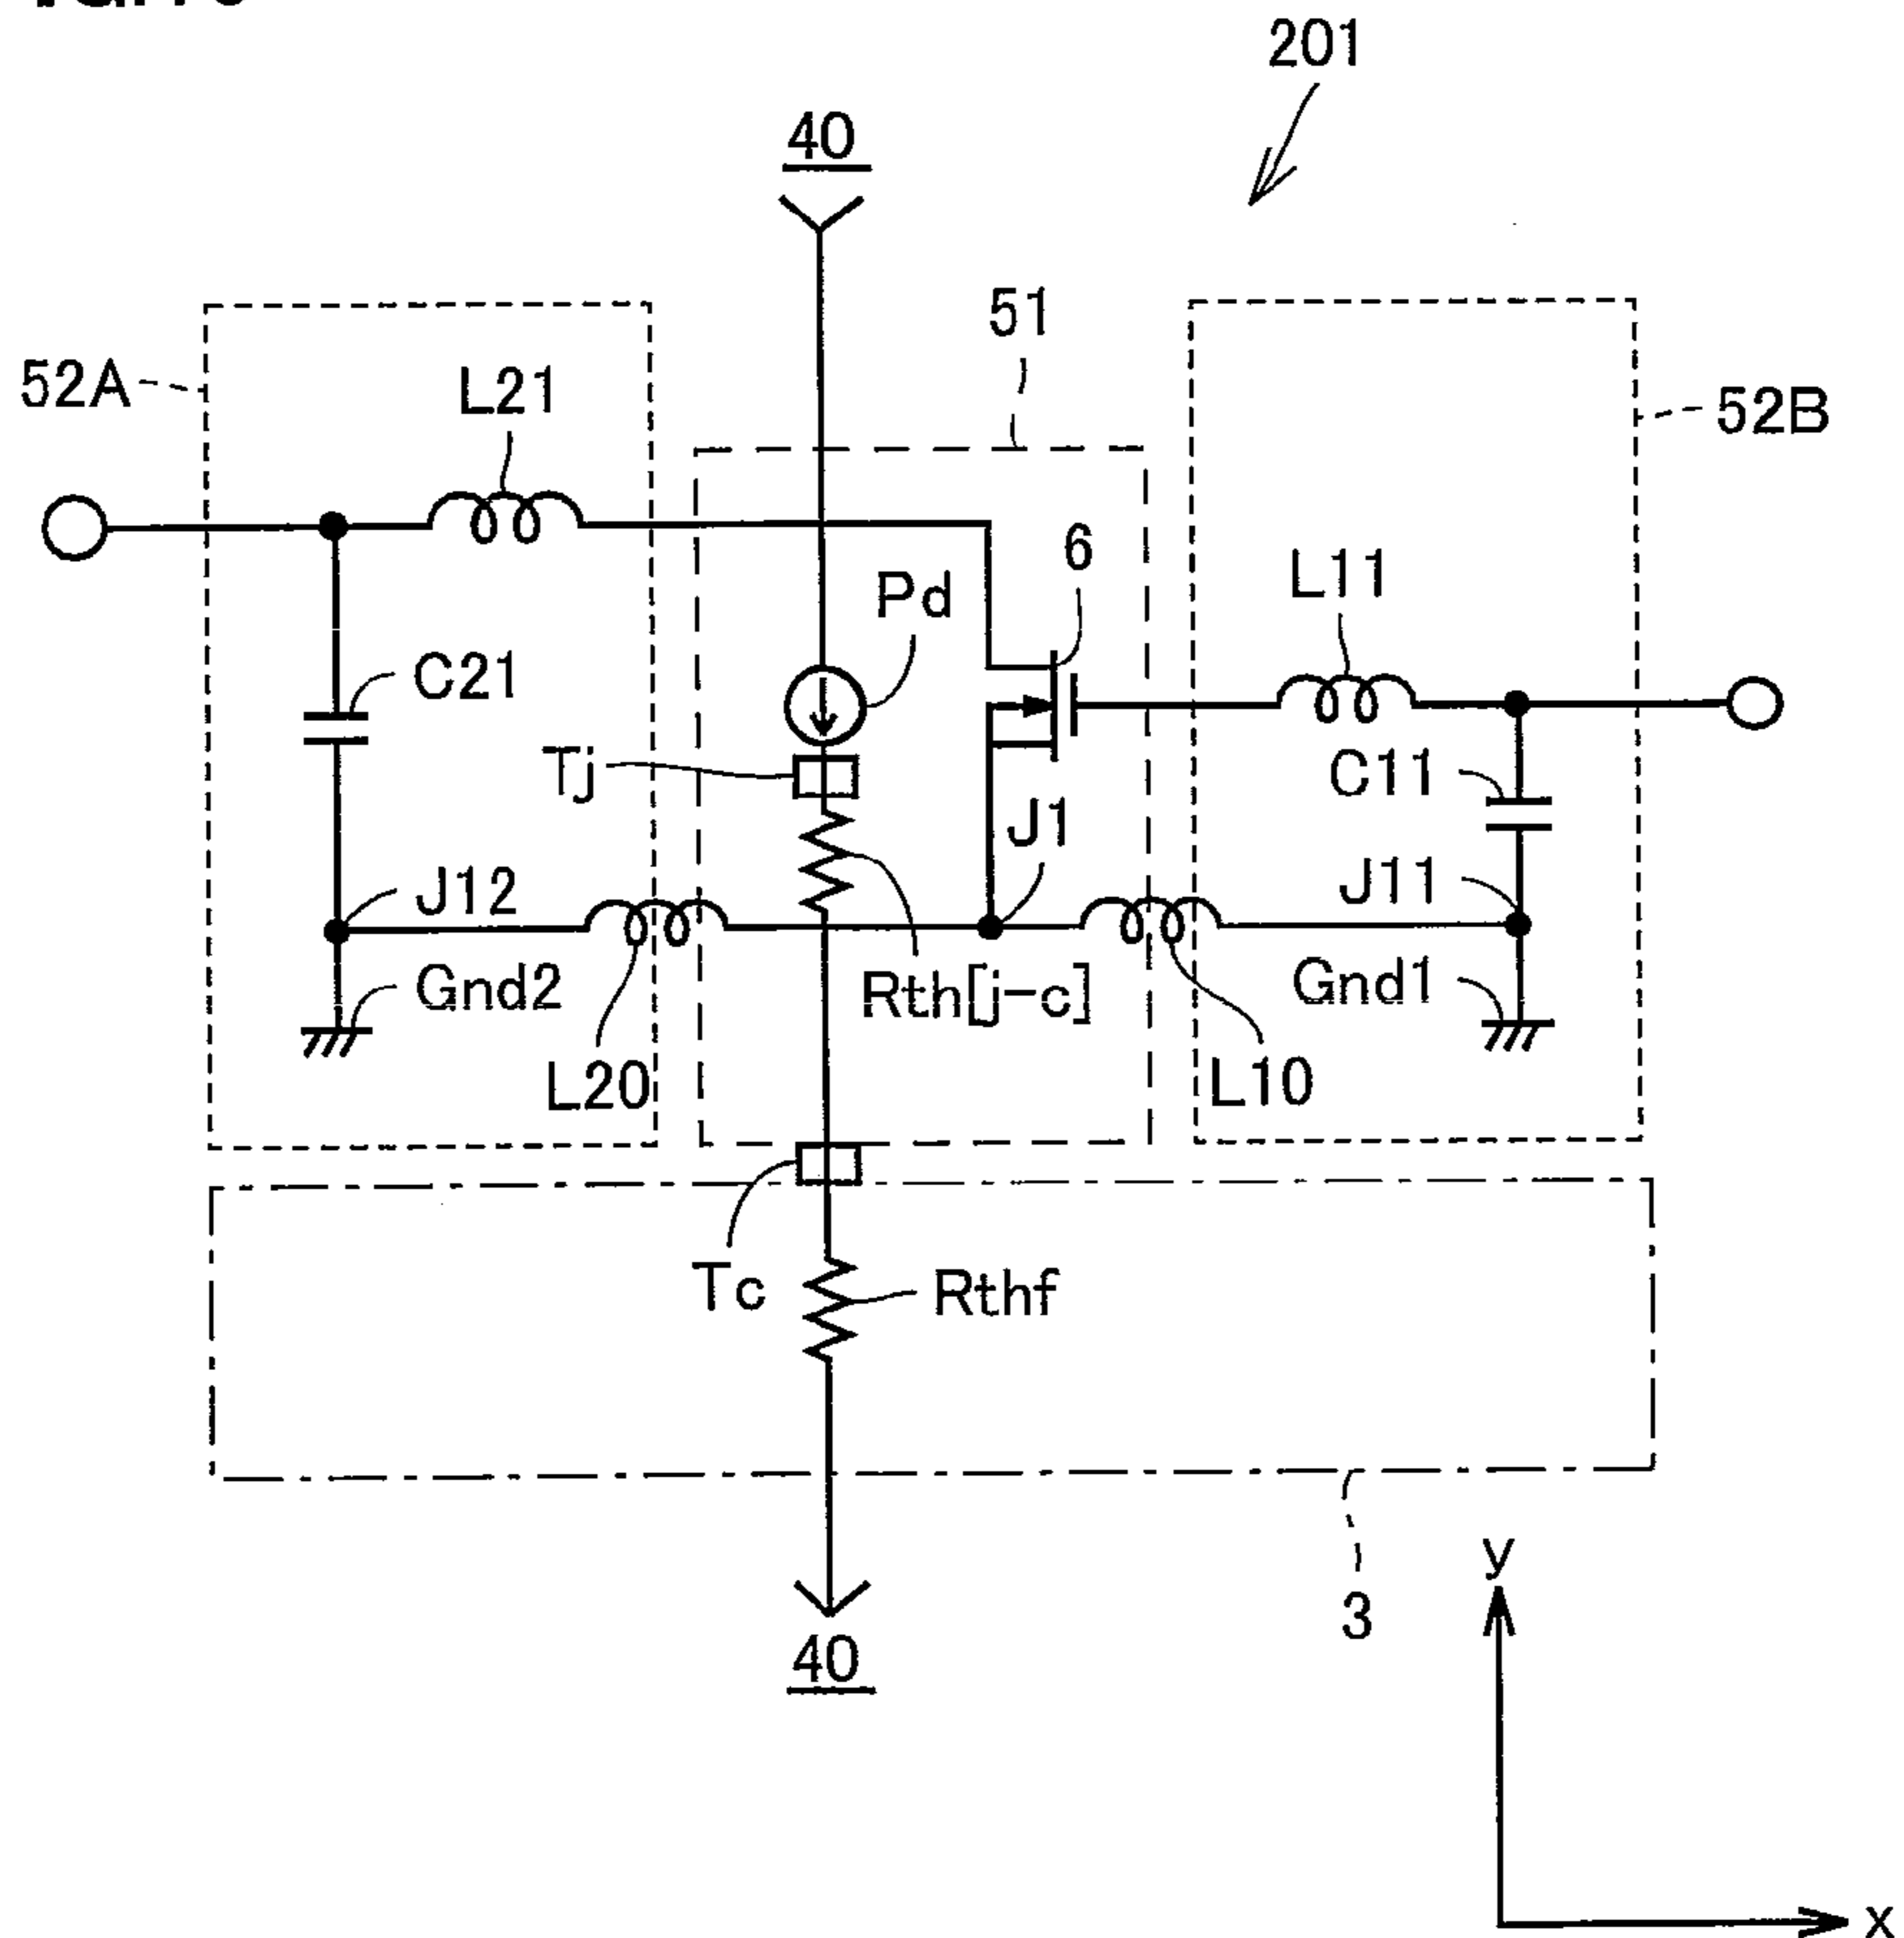 201
40
51
52A
L21
52B
6
L11
Pd
C21
Tj
C11
J1
J12
J11
Gnd2
Rth[j-c]
Gnd1
L20
L10
Tc
Rthf
y
3
40
x